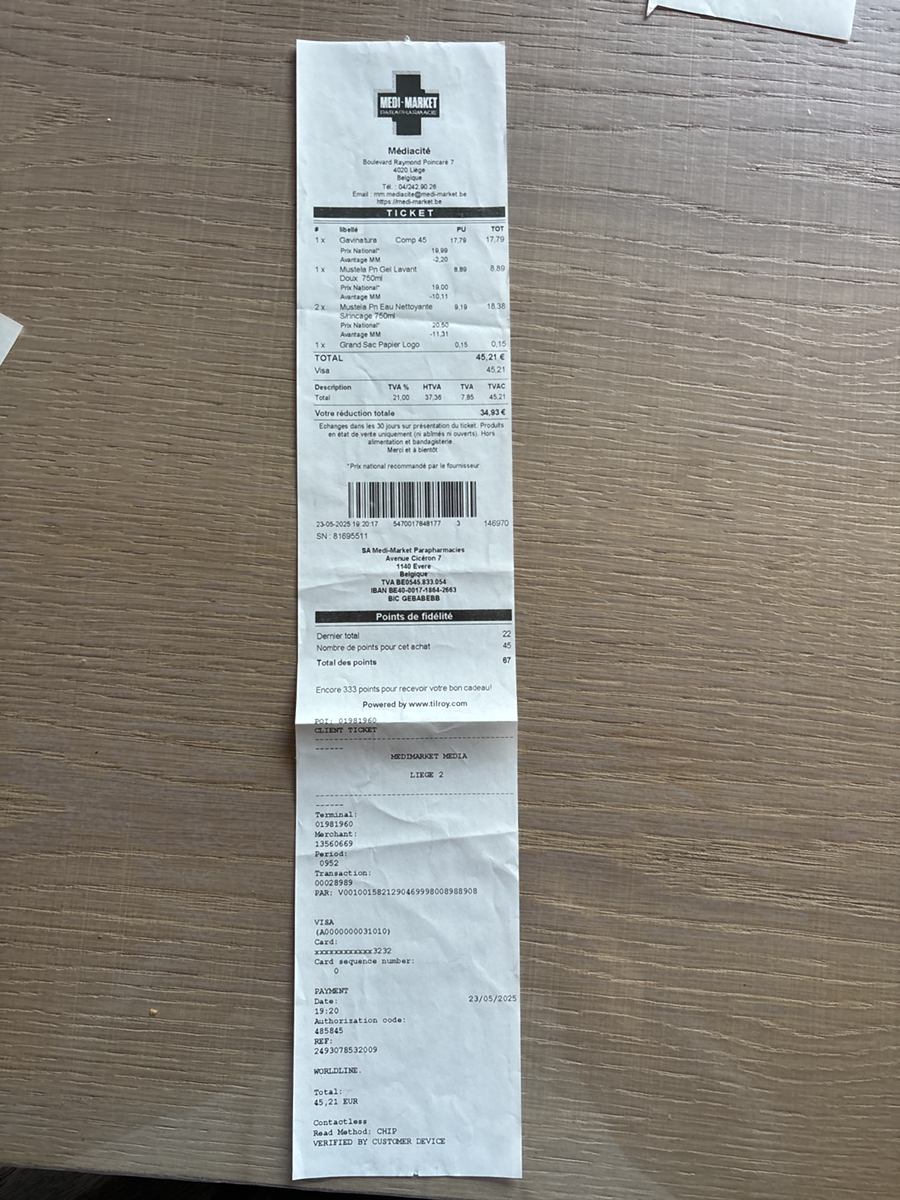 MEDI-MARKET
PARAPHARMACIE
Médiacité
Boulevard Raymond Poincaré 7
4020 Liège
Belgique
Tél. : 04/242.90.26
Email : mm.mediacite@medi-market.be
https://medi-market.be
TICKET
# libellé PU TOT
1 x Gavinatura Comp 45 17,79 17,79
Prix National* 19,99
Avantage MM -2,20
1 x Mustela Pn Gel Lavant 8,89 8,89
Doux 750ml
Prix National* 19,00
Avantage MM -10,11
2 x Mustela Pn Eau Nettoyante 9,19 18,38
S/rincage 750ml
Prix National* 20,50
Avantage MM -11,31
1 x Grand Sac Papier Logo 0,15 0,15
TOTAL 45,21 €
Visa 45,21
Description TVA % HTVA TVA TVAC
Total 21,00 37,36 7,85 45,21
Votre réduction totale 34,93 €
Echanges dans les 30 jours sur présentation du ticket. Produits
en état de vente uniquement (ni abîmés ni ouverts). Hors
alimentation et bandagisterie.
Merci et à bientôt
*Prix national recommandé par le fournisseur
23-05-2025 19:20:17 5470017848177 3 146970
SN : 81695511
SA Medi-Market Parapharmacies
Avenue Cicéron 7
1140 Evere
Belgique
TVA BE0545.833.054
IBAN BE40-0017-1864-2663
BIC GEBABEBB
Points de fidélité
Dernier total 22
Nombre de points pour cet achat 45
Total des points 67
Encore 333 points pour recevoir votre bon cadeau!
Powered by www.tilroy.com
POI: 01981960
CLIENT TICKET
------
MEDIMARKET MEDIA
LIEGE 2
------
Terminal:
01981960
Merchant:
13560669
Period:
0952
Transaction:
00028989
PAR: V0010015821290469998008988908
VISA
(A0000000031010)
Card:
xxxxxxxxxxxx3232
Card sequence number:
0
PAYMENT
Date: 23/05/2025
19:20
Authorization code:
485845
REF:
2493078532009
WORLDLINE.
Total:
45,21 EUR
Contactless
Read Method: CHIP
VERIFIED BY CUSTOMER DEVICE